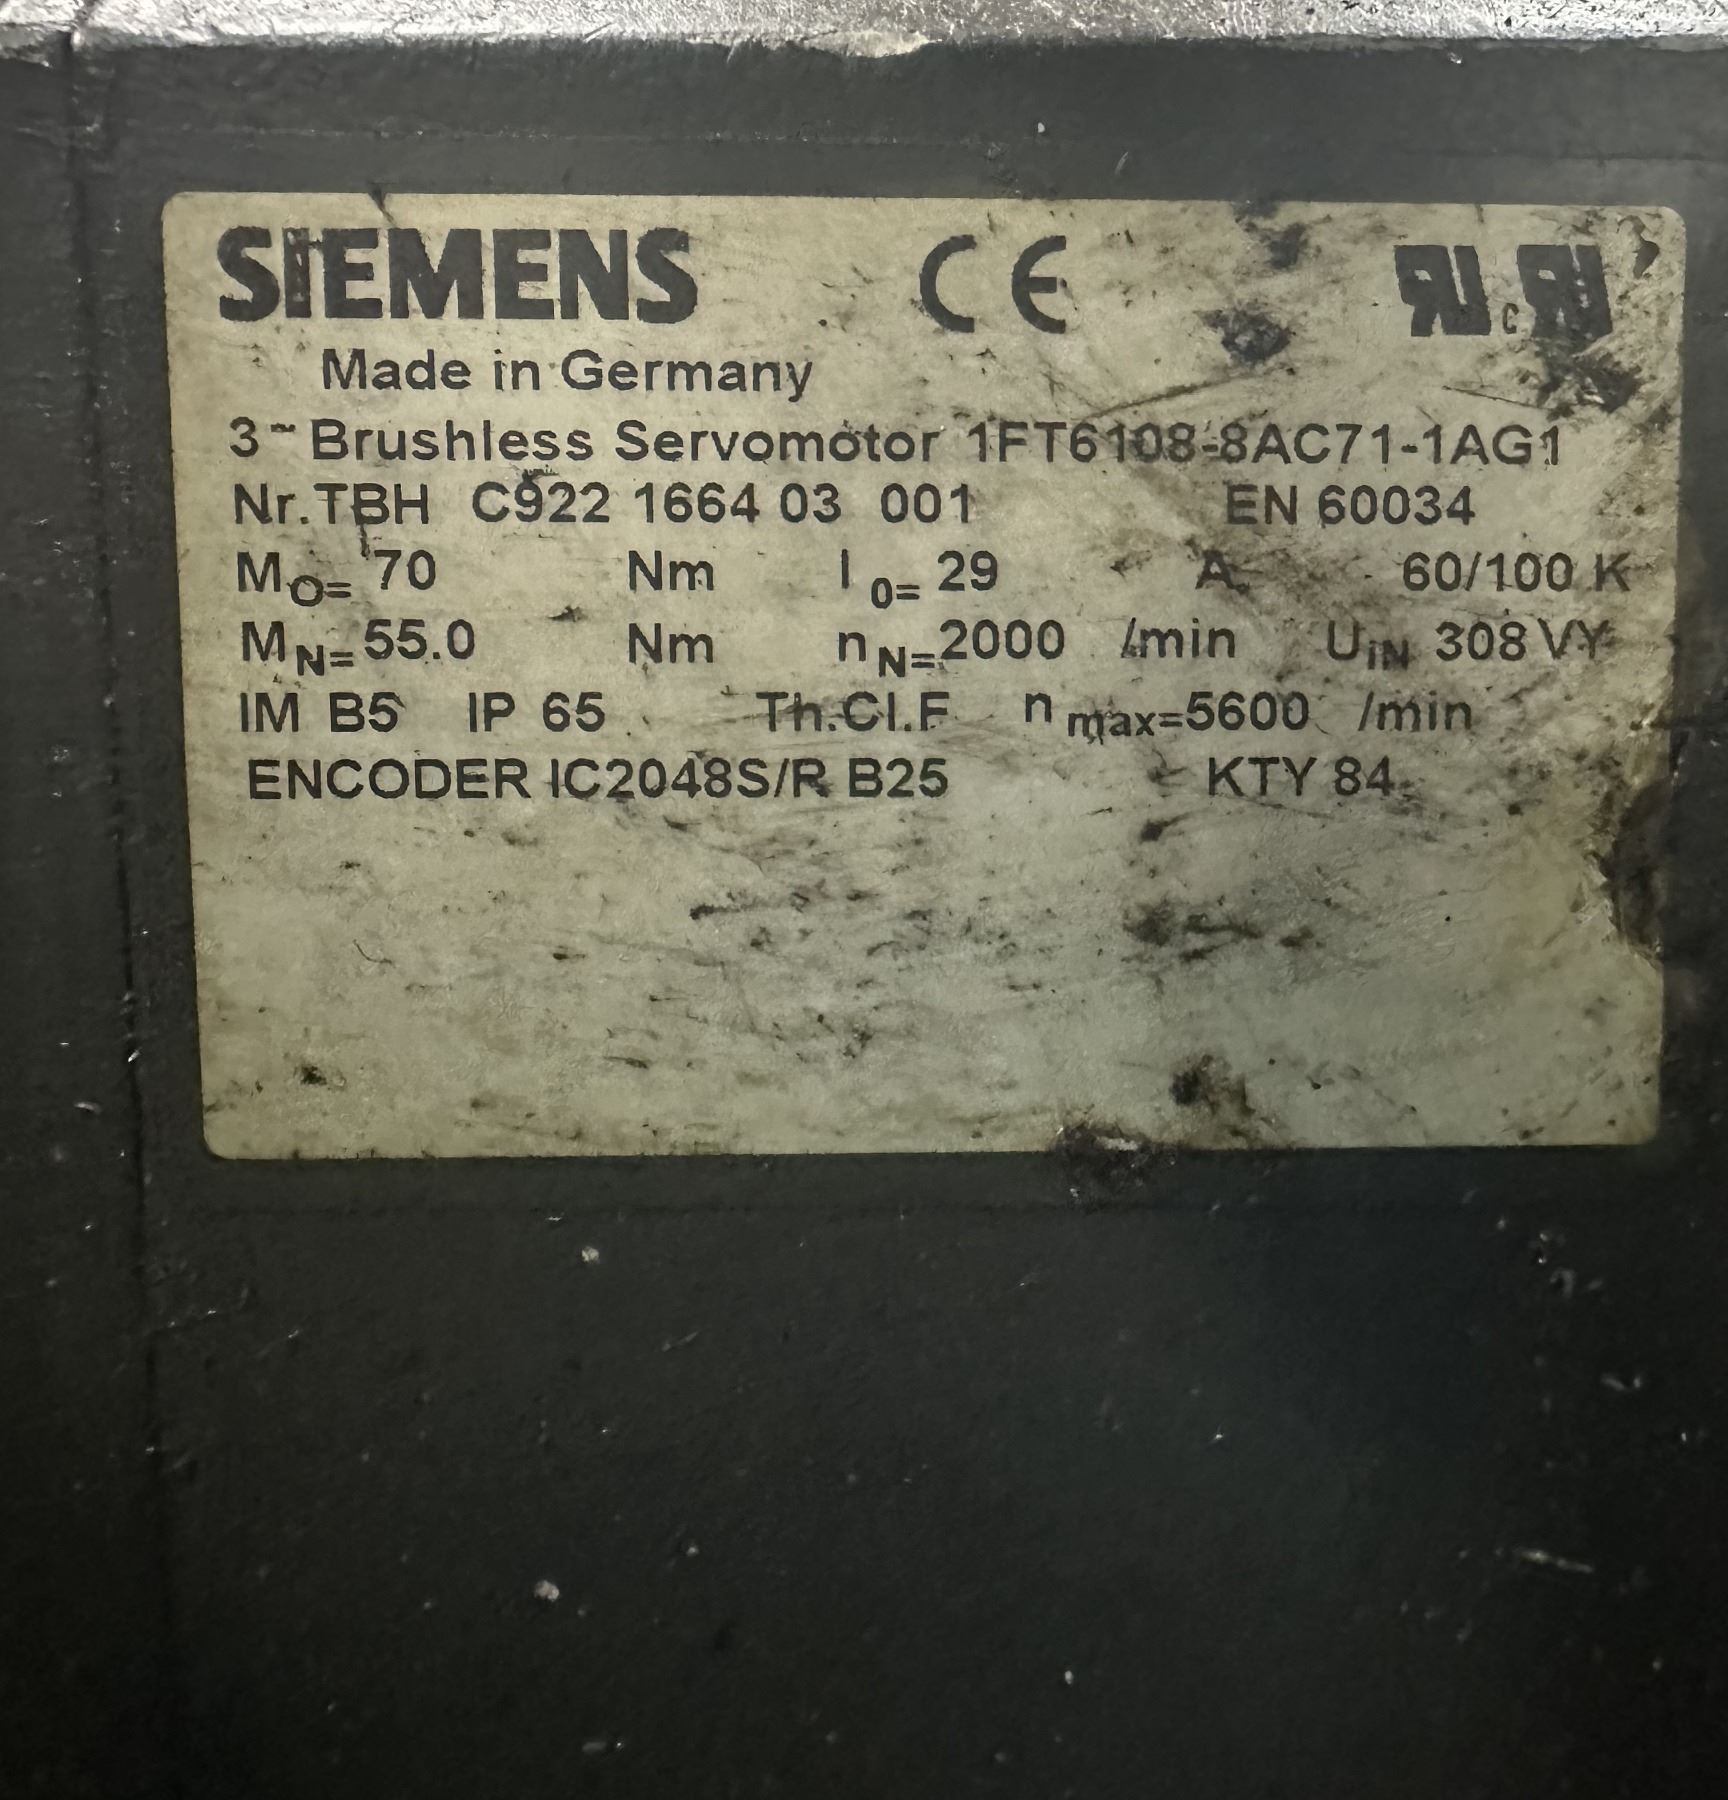 SIEMENS CE RU c RU
Made in Germany
3~Brushless Servomotor 1FT6108-8AC71-1AG1
Nr.TBH C922 1664 03 001 EN 60034
MO= 70 Nm I0= 29 A 60/100 K
MN= 55.0 Nm nN= 2000 /min UIN 308 VY
IM B5 IP 65 Th.Cl.F nmax=5600 /min
ENCODER IC2048S/R B25 KTY 84